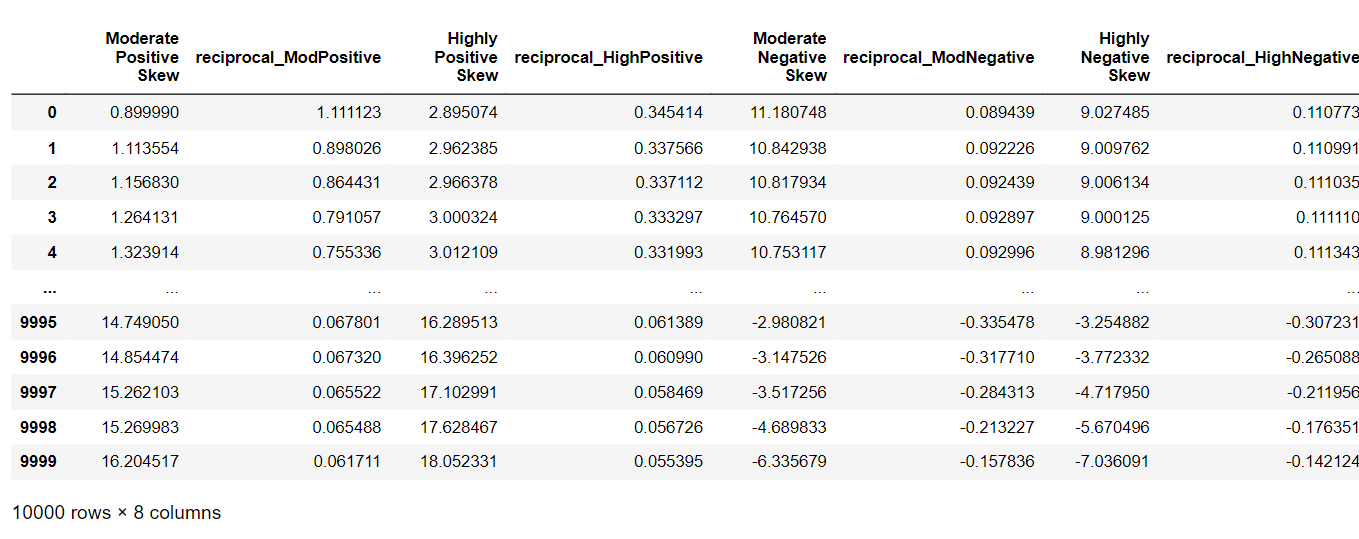 Moderate Positive Skew reciprocal_ModPositive Highly Positive Skew reciprocal_HighPositive Moderate Negative Skew reciprocal_ModNegative Highly Negative Skew reciprocal_HighNegative
0 0.899990 1.111123 2.895074 0.345414 11.180748 0.089439 9.027485 0.110773
1 1.113554 0.898026 2.962385 0.337566 10.842938 0.092226 9.009762 0.110991
2 1.156830 0.864431 2.966378 0.337112 10.817934 0.092439 9.006134 0.111035
3 1.264131 0.791057 3.000324 0.333297 10.764570 0.092897 9.000125 0.111110
4 1.323914 0.755336 3.012109 0.331993 10.753117 0.092996 8.981296 0.111343
... ... ... ... ... ... ... ... ...
9995 14.749050 0.067801 16.289513 0.061389 -2.980821 -0.335478 -3.254882 -0.307231
9996 14.854474 0.067320 16.396252 0.060990 -3.147526 -0.317710 -3.772332 -0.265088
9997 15.262103 0.065522 17.102991 0.058469 -3.517256 -0.284313 -4.717950 -0.211956
9998 15.269983 0.065488 17.628467 0.056726 -4.689833 -0.213227 -5.670496 -0.176351
9999 16.204517 0.061711 18.052331 0.055395 -6.335679 -0.157836 -7.036091 -0.142124
10000 rows × 8 columns